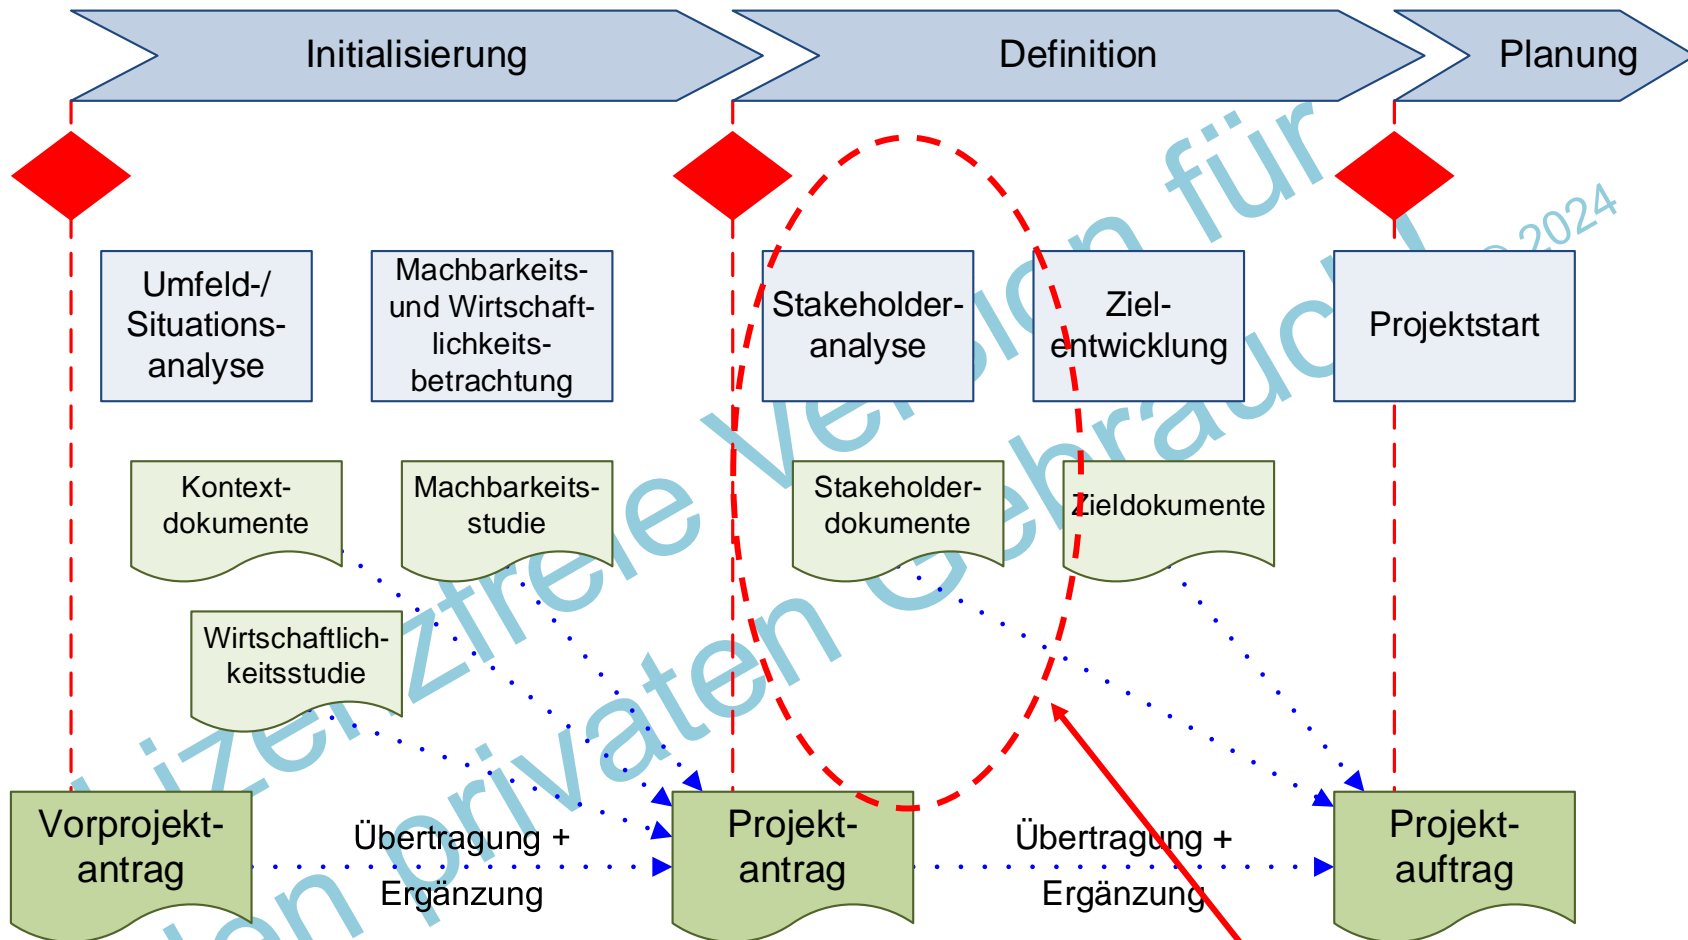 Initialisierung
Definition
Planung
Umfeld-/
Situations-
analyse
Machbarkeits-
und Wirtschaft-
lichkeits-
betrachtung
Stakeholder-
analyse
Ziel-
entwicklung
Projektstart
Kontext-
dokumente
Machbarkeits-
studie
Stakeholder-
dokumente
Zieldokumente
Wirtschaftlich-
keitsstudie
Vorprojekt-
antrag
Übertragung +
Ergänzung
Projekt-
antrag
Übertragung +
Ergänzung
Projekt-
auftrag
Lizenzfreie Version für
den privaten Gebrauch!
© 2024